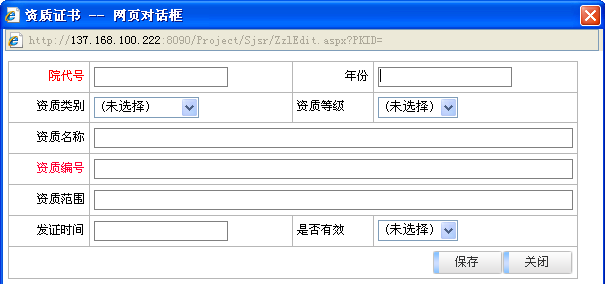 资质证书 -- 网页对话框
http://137.168.100.222:8090/Project/Sjsr/ZzlEdit.aspx?PKID=
院代号 年份
资质类别 (未选择) 资质等级 (未选择)
资质名称
资质编号
资质范围
发证时间 是否有效 (未选择)
保存 关闭